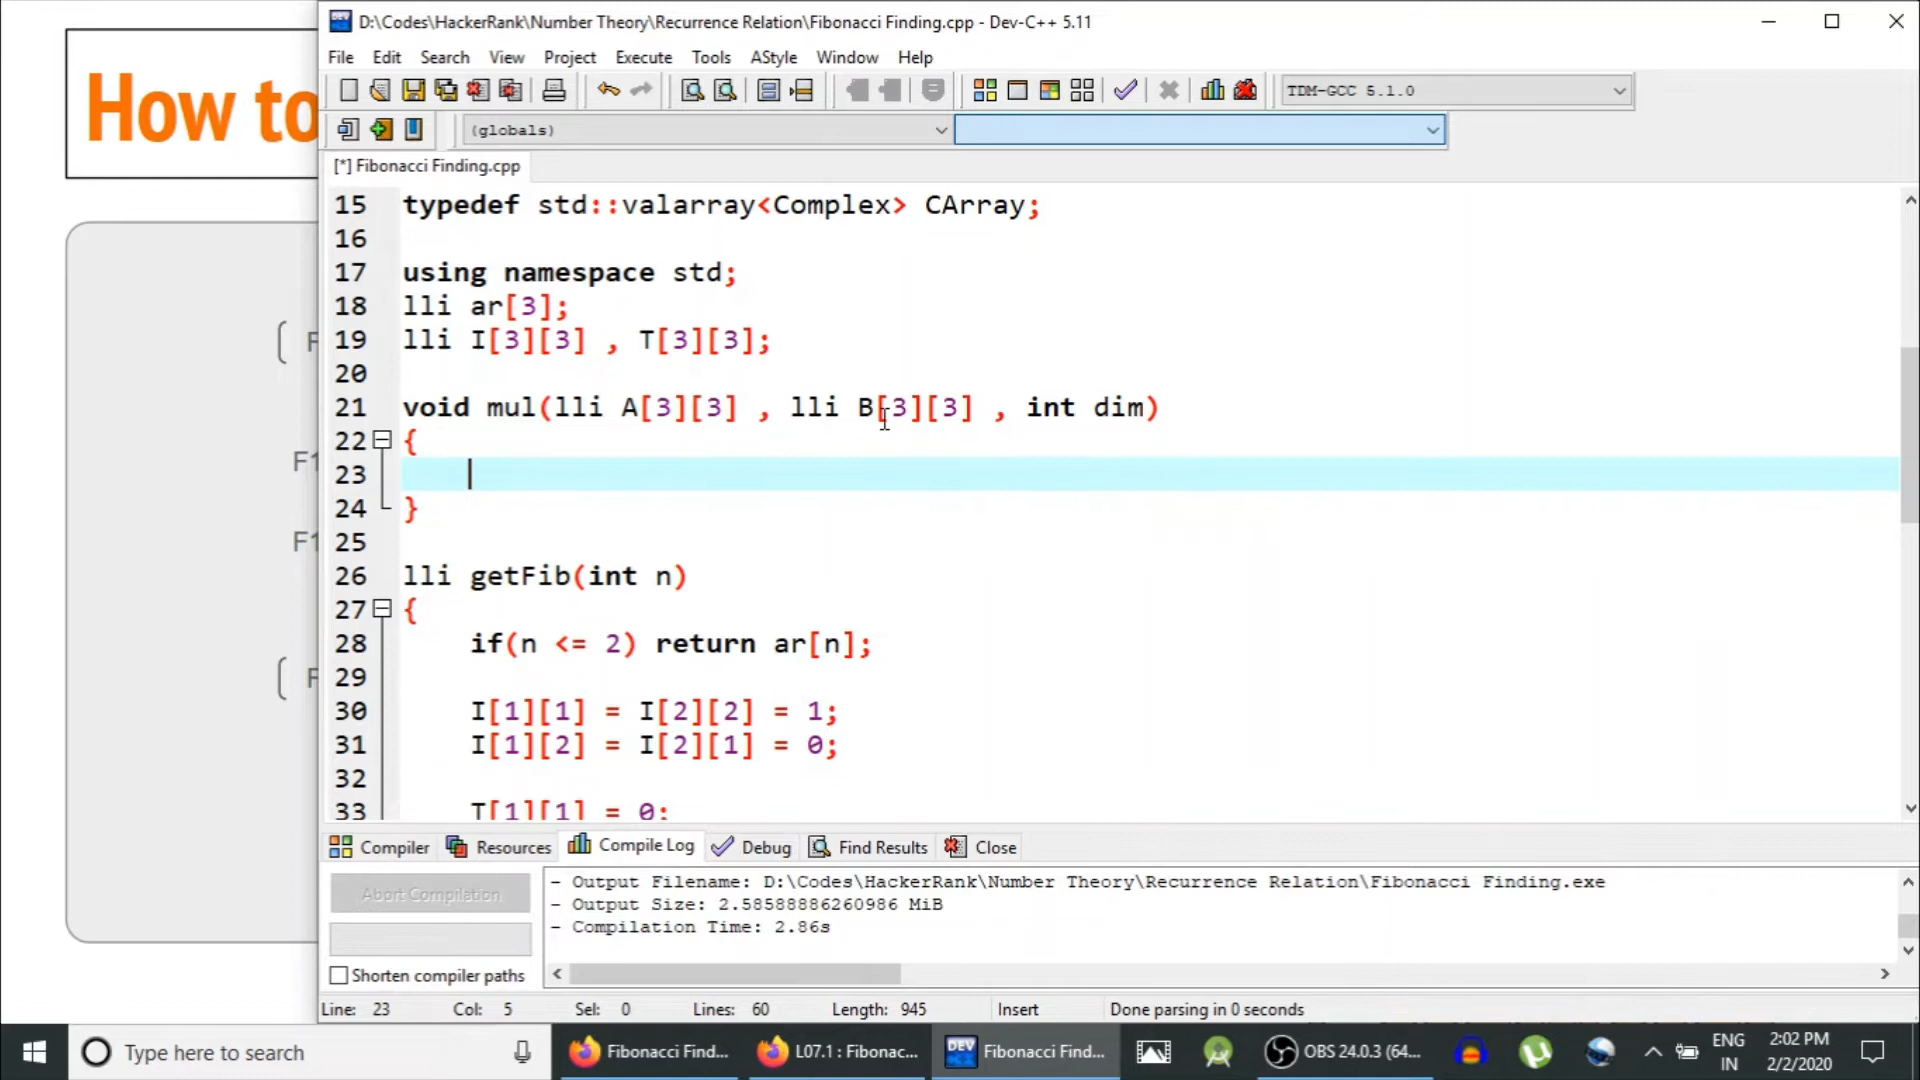 How to
D:\Codes\HackerRank\Number Theory\Recurrence Relation\Fibonacci Finding.cpp - Dev-C++ 5.11
File Edit Search View Project Execute Tools AStyle Window Help
TDM-GCC 5.1.0
(globals)
[*] Fibonacci Finding.cpp
15 typedef std::valarray<Complex> CArray;
16
17 using namespace std;
18 lli ar[3];
19 lli I[3][3] , T[3][3];
20
21 void mul(lli A[3][3] , lli B[3][3] , int dim)
22 {
23
24 }
25
26 lli getFib(int n)
27 {
28 if(n <= 2) return ar[n];
29
30 I[1][1] = I[2][2] = 1;
31 I[1][2] = I[2][1] = 0;
32
33 T[1][1] = 0;
Compiler Resources Compile Log Debug Find Results Close
Abort Compilation
- Output Filename: D:\Codes\HackerRank\Number Theory\Recurrence Relation\Fibonacci Finding.exe
- Output Size: 2.58588886260986 MiB
- Compilation Time: 2.86s
Shorten compiler paths
Line: 23 Col: 5 Sel: 0 Lines: 60 Length: 945 Insert Done parsing in 0 seconds
Type here to search
Fibonacci Find...
L07.1 : Fibonac...
DEV
Fibonacci Find...
OBS 24.0.3 (64...
ENG
IN
2:02 PM
2/2/2020